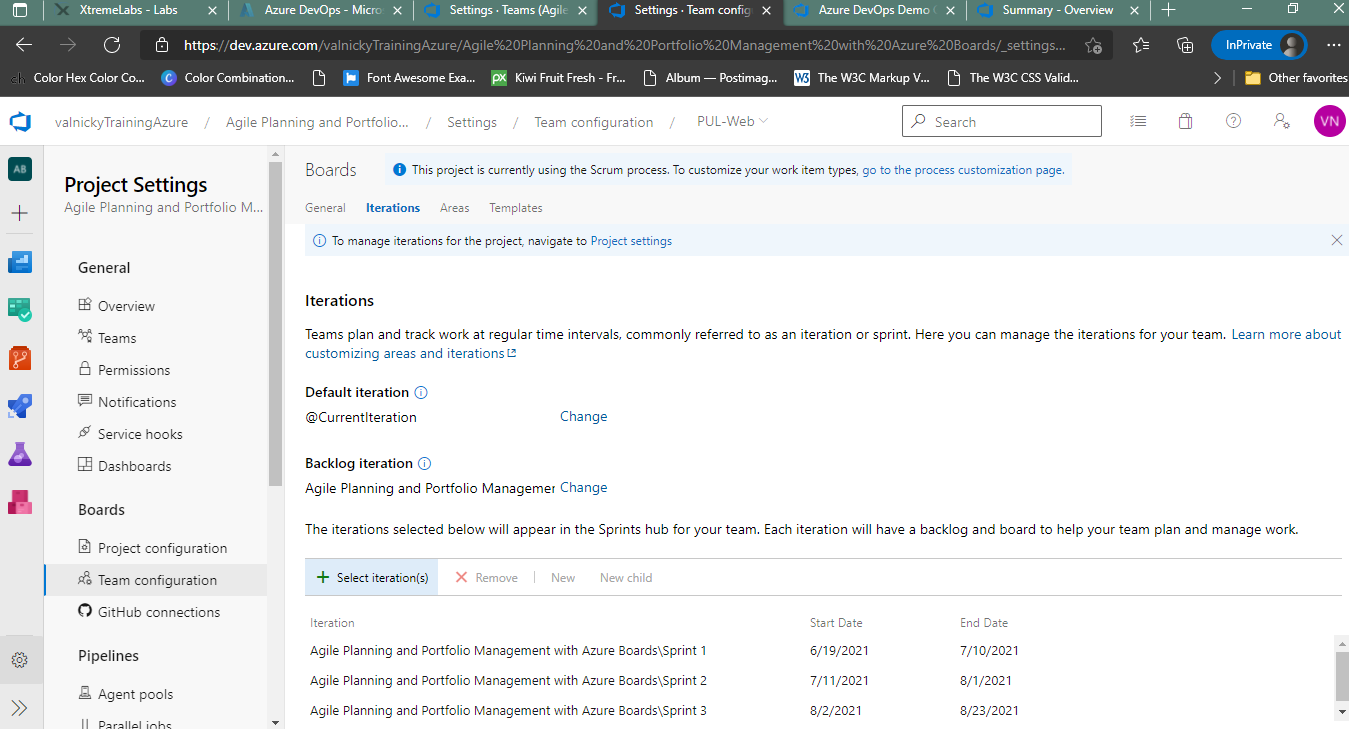 XtremeLabs - Labs
Azure DevOps - Micros
Settings · Teams (Agile
Settings · Team config
Azure DevOps Demo
Summary - Overview
https://dev.azure.com/valnickyTrainingAzure/Agile%20Planning%20and%20Portfolio%20Management%20with%20Azure%20Boards/_settings...
InPrivate
ch Color Hex Color Co...
C Color Combination...
Font Awesome Exa...
px Kiwi Fruit Fresh - Fr...
Album — Postimag...
W3 The W3C Markup V...
The W3C CSS Valid...
Other favorites
valnickyTrainingAzure / Agile Planning and Portfolio... / Settings / Team configuration / PUL-Web
Search
VN
AB
Project Settings
Agile Planning and Portfolio M...
General
Overview
Teams
Permissions
Notifications
Service hooks
Dashboards
Boards
Project configuration
Team configuration
GitHub connections
Pipelines
Agent pools
Parallel jobs
Boards
This project is currently using the Scrum process. To customize your work item types, go to the process customization page.
General Iterations Areas Templates
To manage iterations for the project, navigate to Project settings
Iterations
Teams plan and track work at regular time intervals, commonly referred to as an iteration or sprint. Here you can manage the iterations for your team. Learn more about
customizing areas and iterations
Default iteration
@CurrentIteration Change
Backlog iteration
Agile Planning and Portfolio Managemer Change
The iterations selected below will appear in the Sprints hub for your team. Each iteration will have a backlog and board to help your team plan and manage work.
+ Select iteration(s) Remove New New child
Iteration Start Date End Date
Agile Planning and Portfolio Management with Azure Boards\Sprint 1 6/19/2021 7/10/2021
Agile Planning and Portfolio Management with Azure Boards\Sprint 2 7/11/2021 8/1/2021
Agile Planning and Portfolio Management with Azure Boards\Sprint 3 8/2/2021 8/23/2021